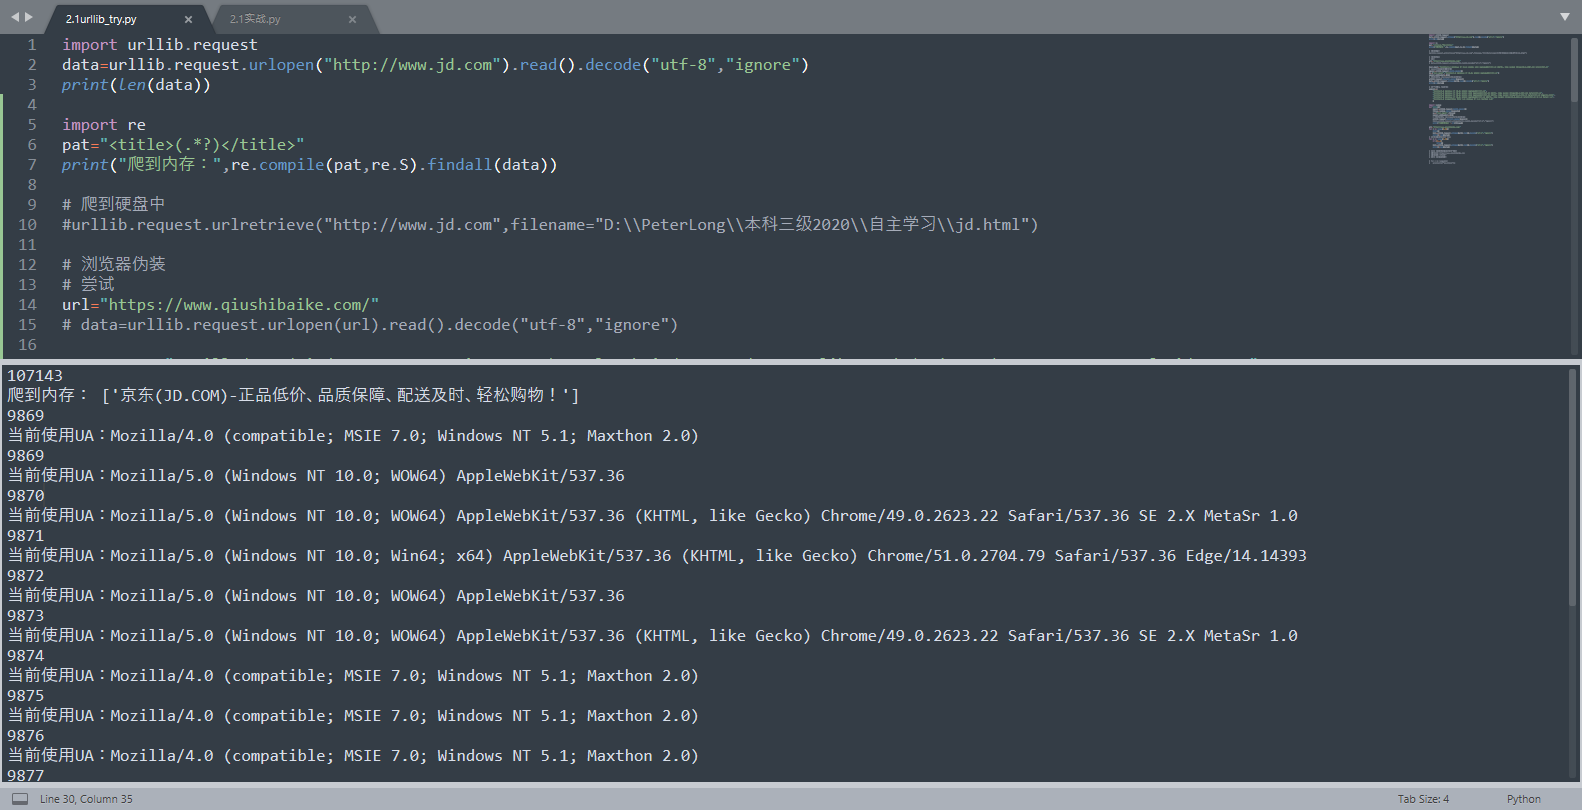 2.1urllib_try.py
2.1实战.py
1 import urllib.request
2 data=urllib.request.urlopen("http://www.jd.com").read().decode("utf-8","ignore")
3 print(len(data))
4
5 import re
6 pat="<title>(.*?)</title>"
7 print("爬到内存：",re.compile(pat,re.S).findall(data))
8
9 # 爬到硬盘中
10 #urllib.request.urlretrieve("http://www.jd.com",filename="D:\\PeterLong\\本科三级2020\\自主学习\\jd.html")
11
12 # 浏览器伪装
13 # 尝试
14 url="https://www.qiushibaike.com/"
15 # data=urllib.request.urlopen(url).read().decode("utf-8","ignore")
16
107143
爬到内存： ['京东(JD.COM)-正品低价、品质保障、配送及时、轻松购物！']
9869
当前使用UA：Mozilla/4.0 (compatible; MSIE 7.0; Windows NT 5.1; Maxthon 2.0)
9869
当前使用UA：Mozilla/5.0 (Windows NT 10.0; WOW64) AppleWebKit/537.36
9870
当前使用UA：Mozilla/5.0 (Windows NT 10.0; WOW64) AppleWebKit/537.36 (KHTML, like Gecko) Chrome/49.0.2623.22 Safari/537.36 SE 2.X MetaSr 1.0
9871
当前使用UA：Mozilla/5.0 (Windows NT 10.0; Win64; x64) AppleWebKit/537.36 (KHTML, like Gecko) Chrome/51.0.2704.79 Safari/537.36 Edge/14.14393
9872
当前使用UA：Mozilla/5.0 (Windows NT 10.0; WOW64) AppleWebKit/537.36
9873
当前使用UA：Mozilla/5.0 (Windows NT 10.0; WOW64) AppleWebKit/537.36 (KHTML, like Gecko) Chrome/49.0.2623.22 Safari/537.36 SE 2.X MetaSr 1.0
9874
当前使用UA：Mozilla/4.0 (compatible; MSIE 7.0; Windows NT 5.1; Maxthon 2.0)
9875
当前使用UA：Mozilla/4.0 (compatible; MSIE 7.0; Windows NT 5.1; Maxthon 2.0)
9876
当前使用UA：Mozilla/4.0 (compatible; MSIE 7.0; Windows NT 5.1; Maxthon 2.0)
9877
Line 30, Column 35
Tab Size: 4
Python